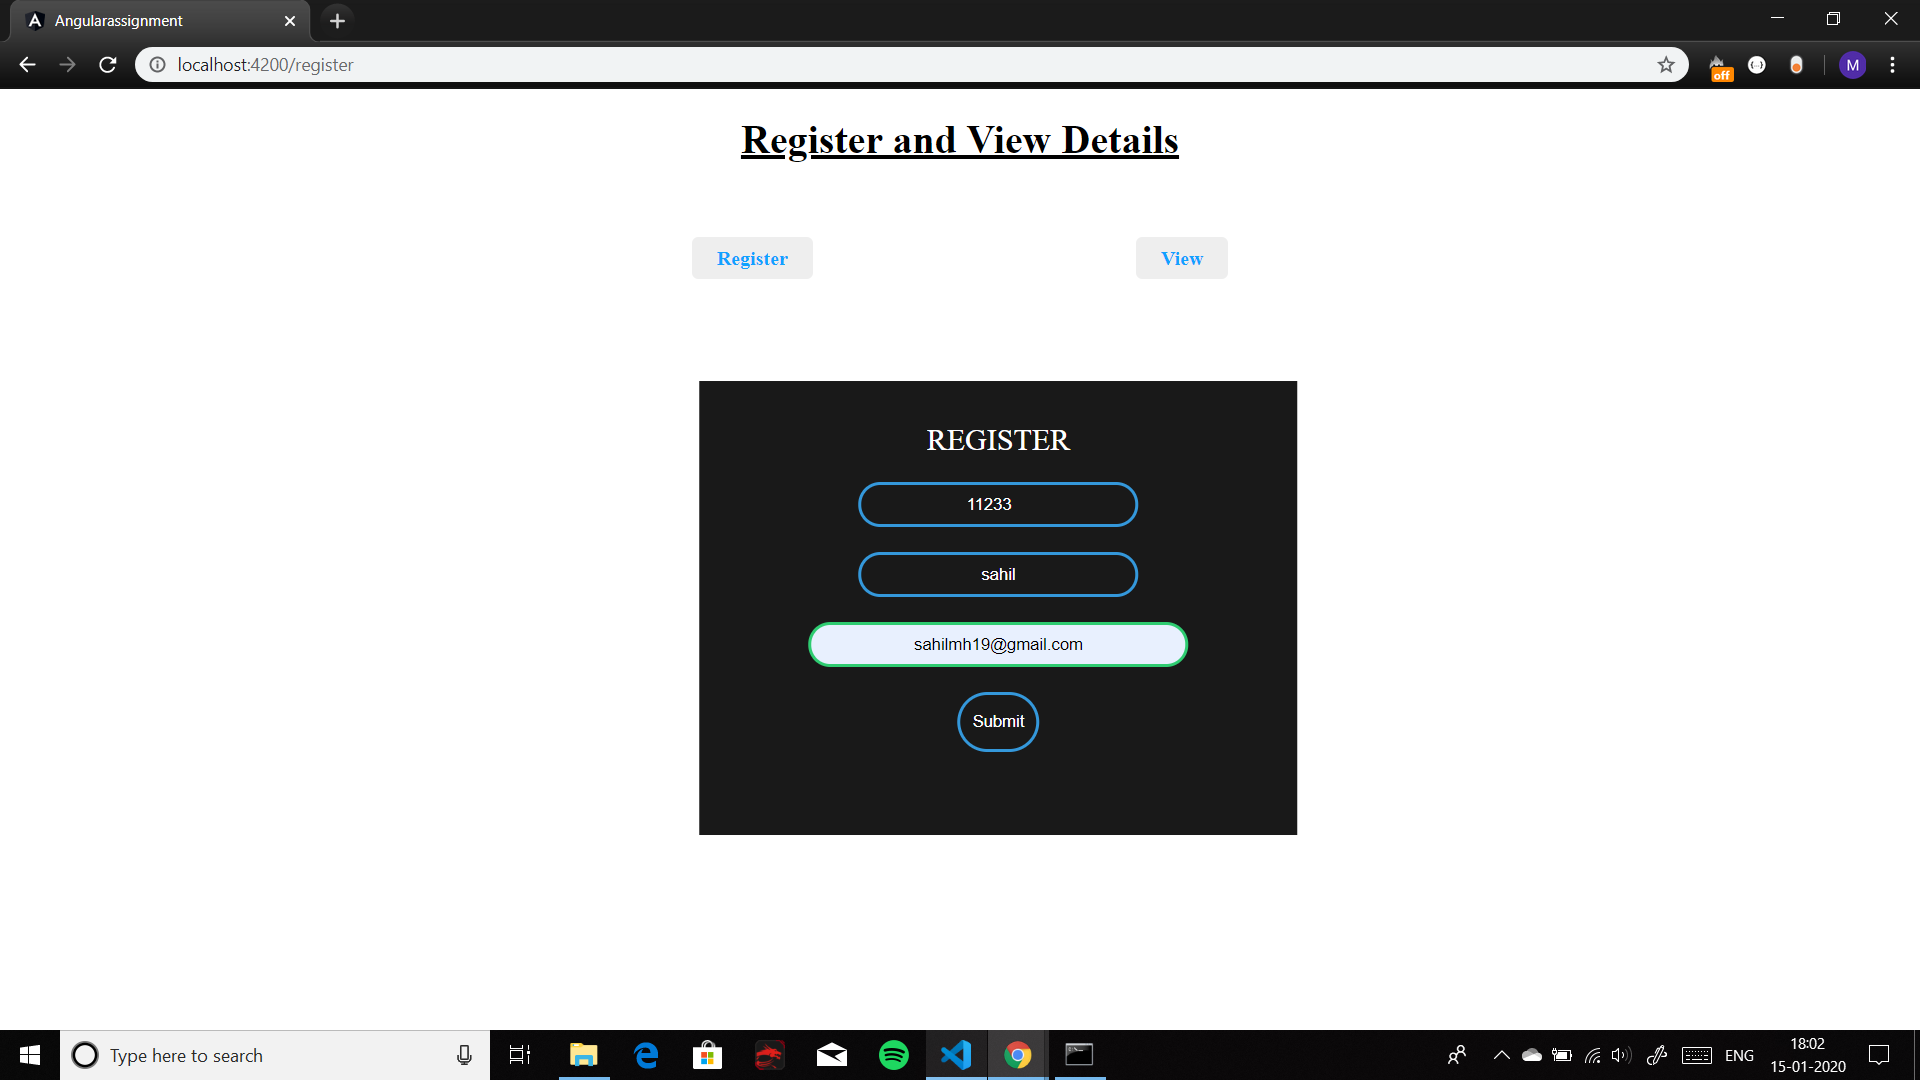 Angularassignment
localhost:4200/register
off
M
Register and View Details
Register
View
REGISTER
11233
sahil
sahilmh19@gmail.com
Submit
Type here to search
ENG
18:02
15-01-2020